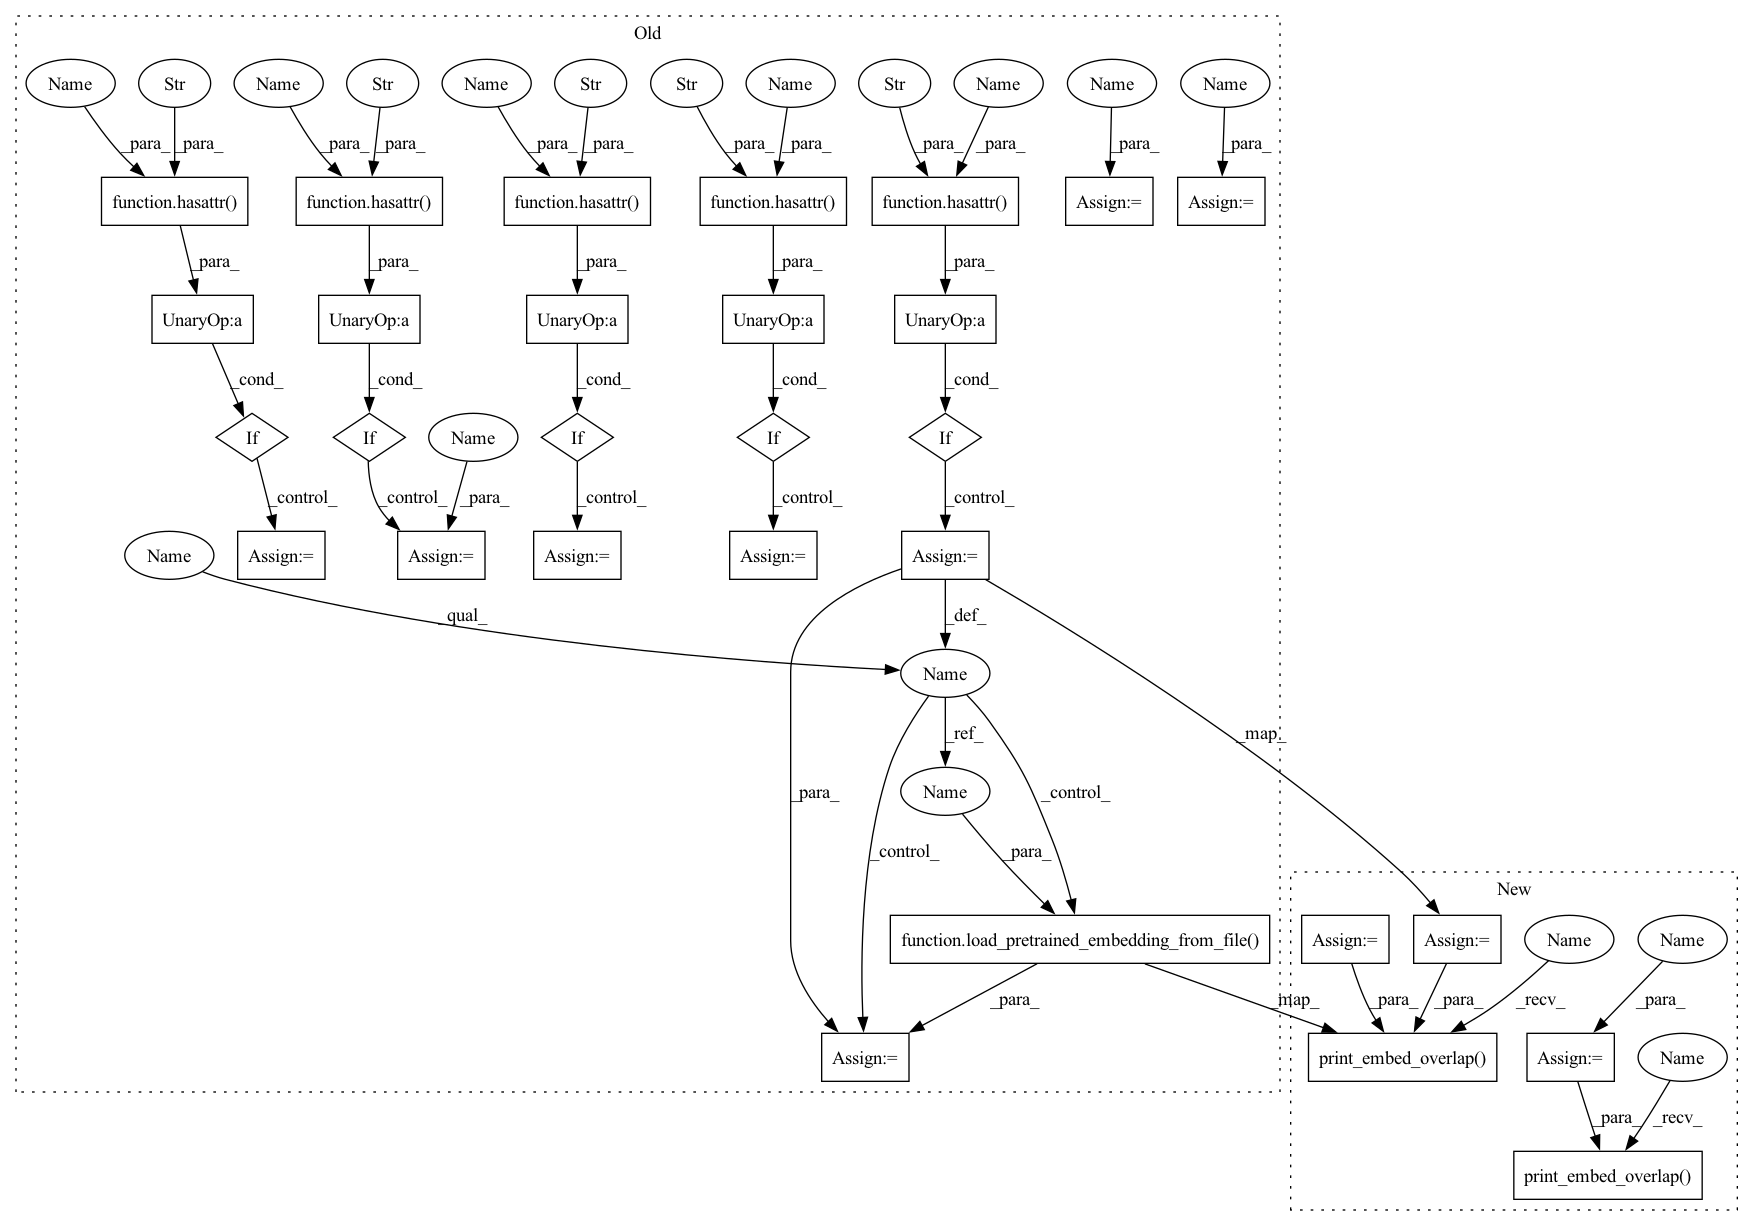 Old
Name Str Name Str Name Str Str Name Str Name Name Name
_para_ _para_ _para_ _para_ _para_ _para_ _para_ _para_ _para_ _para_ _para_ _para_
function.hasattr() function.hasattr() function.hasattr() function.hasattr() function.hasattr() Assign:= Assign:=
_para_ _para_ _para_ _para_ _para_
UnaryOp:a UnaryOp:a UnaryOp:a UnaryOp:a UnaryOp:a
_cond_ _cond_ _cond_ _cond_ _cond_
If If Name If If If
_control_ _control_ _para_ _control_ _control_ _control_
Name Assign:= Assign:= Assign:= Assign:= Assign:=
_qual_ _def_
Name
_ref_ _map_
Name
_para_ _control_
_control_ _para_
New
function.load_pretrained_embedding_from_file() Assign:= Assign:= Name Name
_para_ _map_ _para_ _para_ _recv_ _para_
Assign:= print_embed_overlap() Assign:= Name
_para_ _recv_
print_embed_overlap()